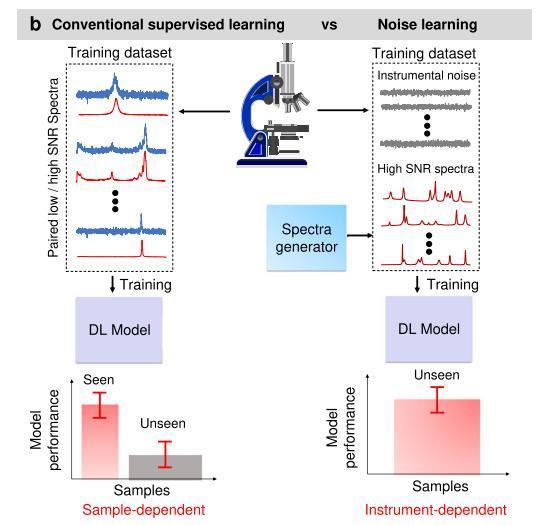 b Conventional supervised learning vs Noise learning
Training dataset
Paired low / high SNR Spectra
Training dataset
Instrumental noise
High SNR spectra
Spectra
generator
Training
Training
DL Model
DL Model
Seen
Unseen
Model
performance
Samples
Sample-dependent
Unseen
Model
performance
Samples
Instrument-dependent